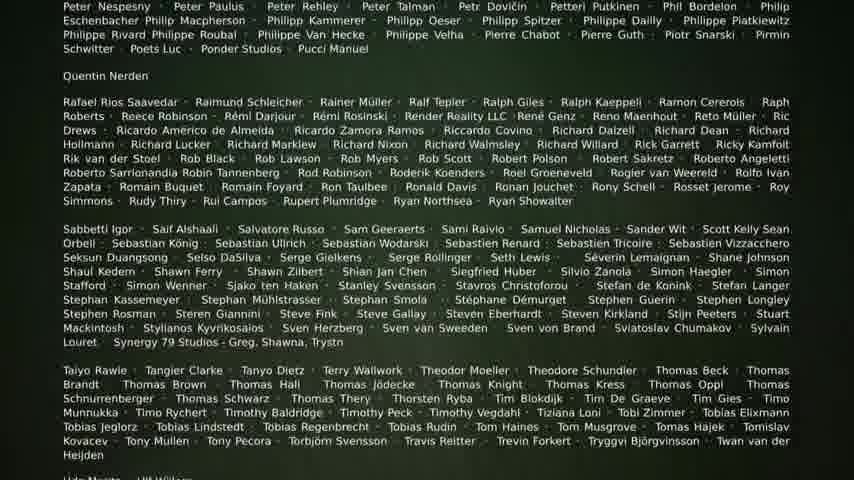 Peter Nespesny · Peter Paulus · Peter Rehley · Peter Talman · Petr Dovičin · Petteri Putkinen · Phil Bordelon · Philip
Eschenbacher Philip Macpherson · Philipp Kammerer · Philipp Oeser · Philipp Spitzer · Philippe Dailly · Philippe Piatkiewitz
Philippe Rivard Philippe Roubal · Philippe Van Hecke · Philippe Velha · Pierre Chabot · Pierre Guth · Piotr Snarski · Pirmin
Schwitter · Poets Luc · Ponder Studios · Pucci Manuel
Quentin Nerden
Rafael Rios Saavedar · Raimund Schleicher · Rainer Müller · Ralf Tepler · Ralph Giles · Ralph Kaeppeli · Ramon Cererols · Raph
Roberts · Reece Robinson · Rémi Darjour · Rémi Rosinski · Render Reality LLC · René Genz · Reno Maenhout · Reto Müller · Ric
Drews · Ricardo Américo de Almeida · Ricardo Zamora Ramos · Riccardo Covino · Richard Dalzell · Richard Dean · Richard
Hollmann · Richard Lucker · Richard Marklew · Richard Nixon · Richard Walmsley · Richard Willard · Rick Garrett · Ricky Kamfolt
Rik van der Stoel · Rob Black · Rob Lawson · Rob Myers · Rob Scott · Robert Polson · Robert Sakretz · Roberto Angeletti
Roberto Sarrionandia Robin Tannenberg · Rod Robinson · Roderik Koenders · Roel Groeneveld · Rogier van Weereld · Rolfo Ivan
Zapata · Romain Buquet · Romain Foyard · Ron Taulbee · Ronald Davis · Ronan Jouchet · Rony Schell · Rosset Jerome · Roy
Simmons · Rudy Thiry · Rui Campos · Rupert Plumridge · Ryan Northsea · Ryan Showalter
Sabbetti Igor · Saif Alshaali · Salvatore Russo · Sam Geeraerts · Sami Raivio · Samuel Nicholas · Sander Wit · Scott Kelly Sean
Orbell · Sebastian König · Sebastian Ullrich · Sebastian Wodarski · Sebastien Renard · Sebastien Tricoire · Sebastien Vizzacchero
Seksun Duangsong · Selso DaSilva · Serge Gielkens · Serge Rollinger · Seth Lewis · Séverin Lemaignan · Shane Johnson
Shaul Kedem · Shawn Ferry · Shawn Zilbert · Shian Jan Chen · Siegfried Huber · Silvio Zanola · Simon Haegler · Simon
Stafford · Simon Wenner · Sjako ten Haken · Stanley Svensson · Stavros Christoforou · Stefan de Konink · Stefan Langer
Stephan Kassemeyer · Stephan Mühlstrasser · Stephan Smola · Stéphane Démurget · Stephen Guerin · Stephen Longley
Stephen Rosman · Steren Giannini · Steve Fink · Steve Gallay · Steven Eberhardt · Steven Kirkland · Stijn Peeters · Stuart
Mackintosh · Stylianos Kyvrikosaios · Sven Herzberg · Sven van Sweeden · Sven von Brand · Sviatoslav Chumakov · Sylvain
Louret · Synergy 79 Studios - Greg, Shawna, Trystn
Taiyo Rawle · Tangier Clarke · Tanyo Dietz · Terry Wallwork · Theodor Moeller · Theodore Schundler · Thomas Beck · Thomas
Brandt · Thomas Brown · Thomas Hall · Thomas Jödecke · Thomas Knight · Thomas Kress · Thomas Oppl · Thomas
Schnurrenberger · Thomas Schwarz · Thomas Thery · Thorsten Ryba · Tim Blokdijk · Tim De Graeve · Tim Gies · Timo
Munnukka · Timo Rychert · Timothy Baldridge · Timothy Peck · Timothy Vegdahl · Tiziana Loni · Tobi Zimmer · Tobias Elixmann
Tobias Jeglorz · Tobias Lindstedt · Tobias Regenbrecht · Tobias Rudin · Tom Haines · Tom Musgrove · Tomas Hajek · Tomislav
Kovacev · Tony Mullen · Tony Pecora · Torbjörn Svensson · Travis Reitter · Trevin Forkert · Tryggvi Björgvinsson · Twan van der
Heijden